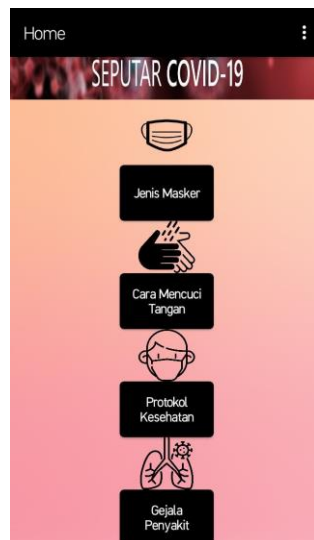 Home
SEPUTAR COVID-19
Jenis Masker
Cara Mencuci
Tangan
Protokol
Kesehatan
Gejala
Penyakit